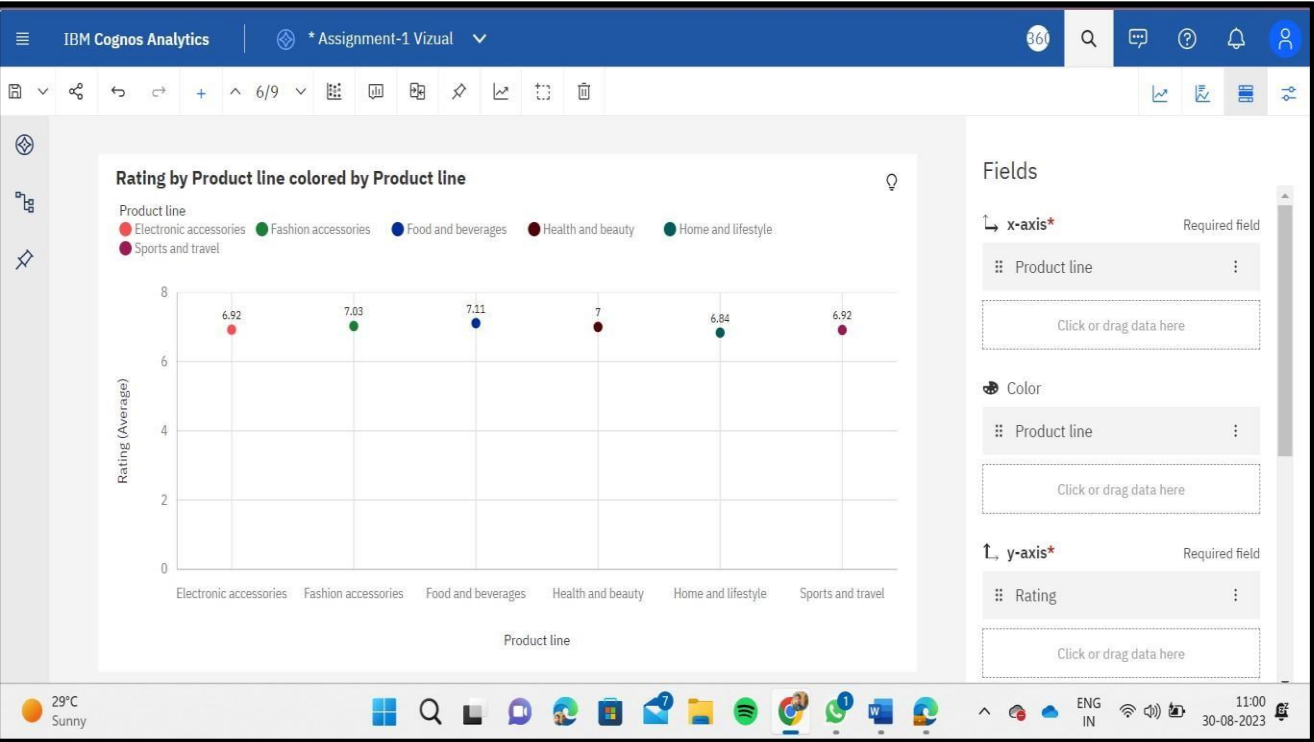 IBM Cognos Analytics * Assignment-1 Vizual 360
6/9
Rating by Product line colored by Product line
Product line
Electronic accessories Fashion accessories Food and beverages Health and beauty Home and lifestyle
Sports and travel
8
6.92 7.03 7.11 7 6.84 6.92
6
4
2
0
Rating (Average)
Electronic accessories Fashion accessories Food and beverages Health and beauty Home and lifestyle Sports and travel
Product line
Fields
x-axis* Required field
Product line
Click or drag data here
Color
Product line
Click or drag data here
y-axis* Required field
Rating
Click or drag data here
29°C
Sunny
7
1
W
ENG
IN
11:00
30-08-2023